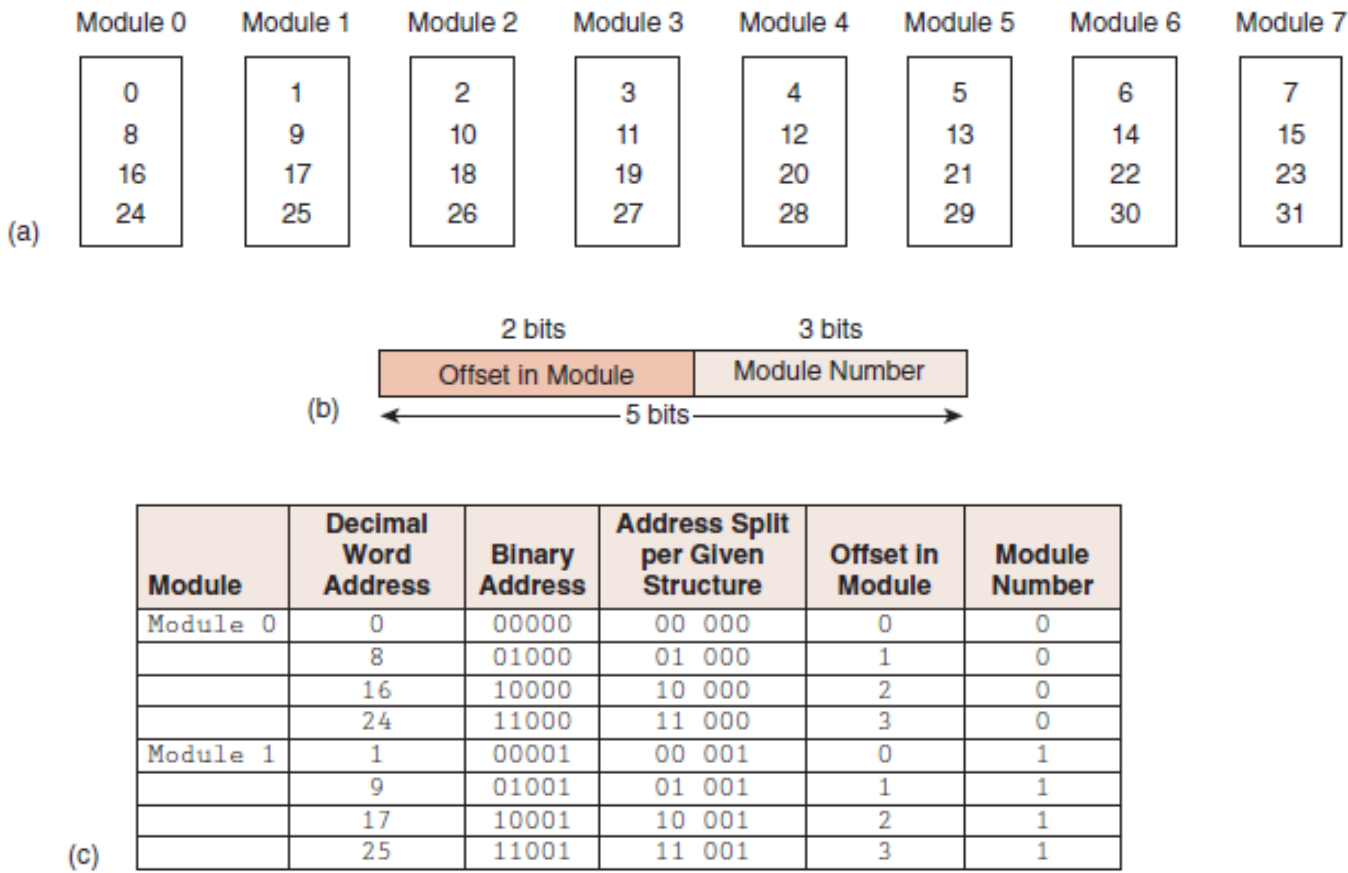 Module 0 Module 1 Module 2 Module 3 Module 4 Module 5 Module 6 Module 7
0 1 2 3 4 5 6 7
8 9 10 11 12 13 14 15
16 17 18 19 20 21 22 23
24 25 26 27 28 29 30 31
(a)
2 bits 3 bits
Offset in Module Module Number
(b) 5 bits
Module Decimal Word Address Binary Address Address Split per Given Structure Offset in Module Module Number
Module 0 0 00000 00 000 0 0
8 01000 01 000 1 0
16 10000 10 000 2 0
24 11000 11 000 3 0
Module 1 1 00001 00 001 0 1
9 01001 01 001 1 1
17 10001 10 001 2 1
(c) 25 11001 11 001 3 1